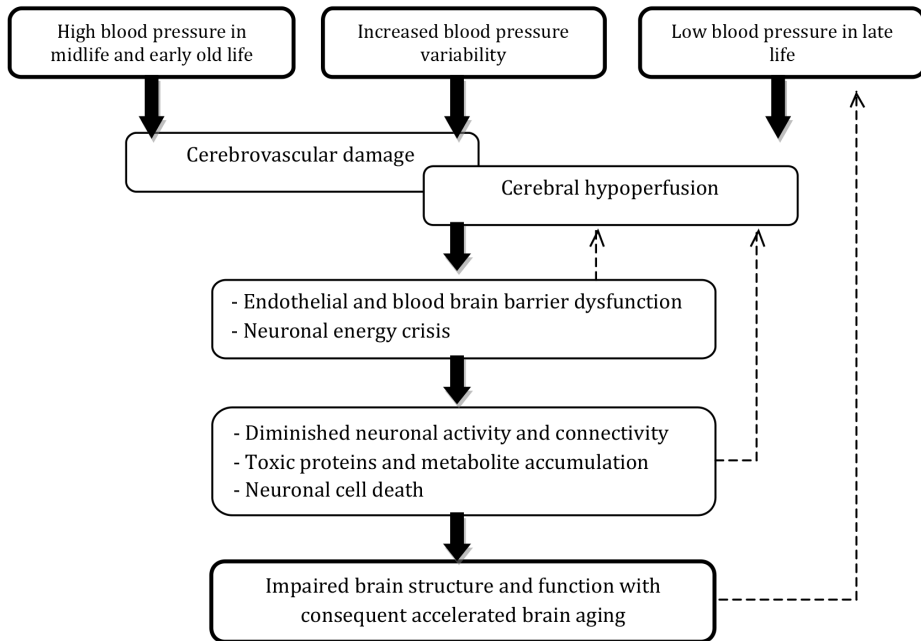 High blood pressure in
midlife and early old life
Increased blood pressure
variability
Low blood pressure in late
life
Cerebrovascular damage
Cerebral hypoperfusion
- Endothelial and blood brain barrier dysfunction
- Neuronal energy crisis
- Diminished neuronal activity and connectivity
- Toxic proteins and metabolite accumulation
- Neuronal cell death
Impaired brain structure and function with
consequent accelerated brain aging